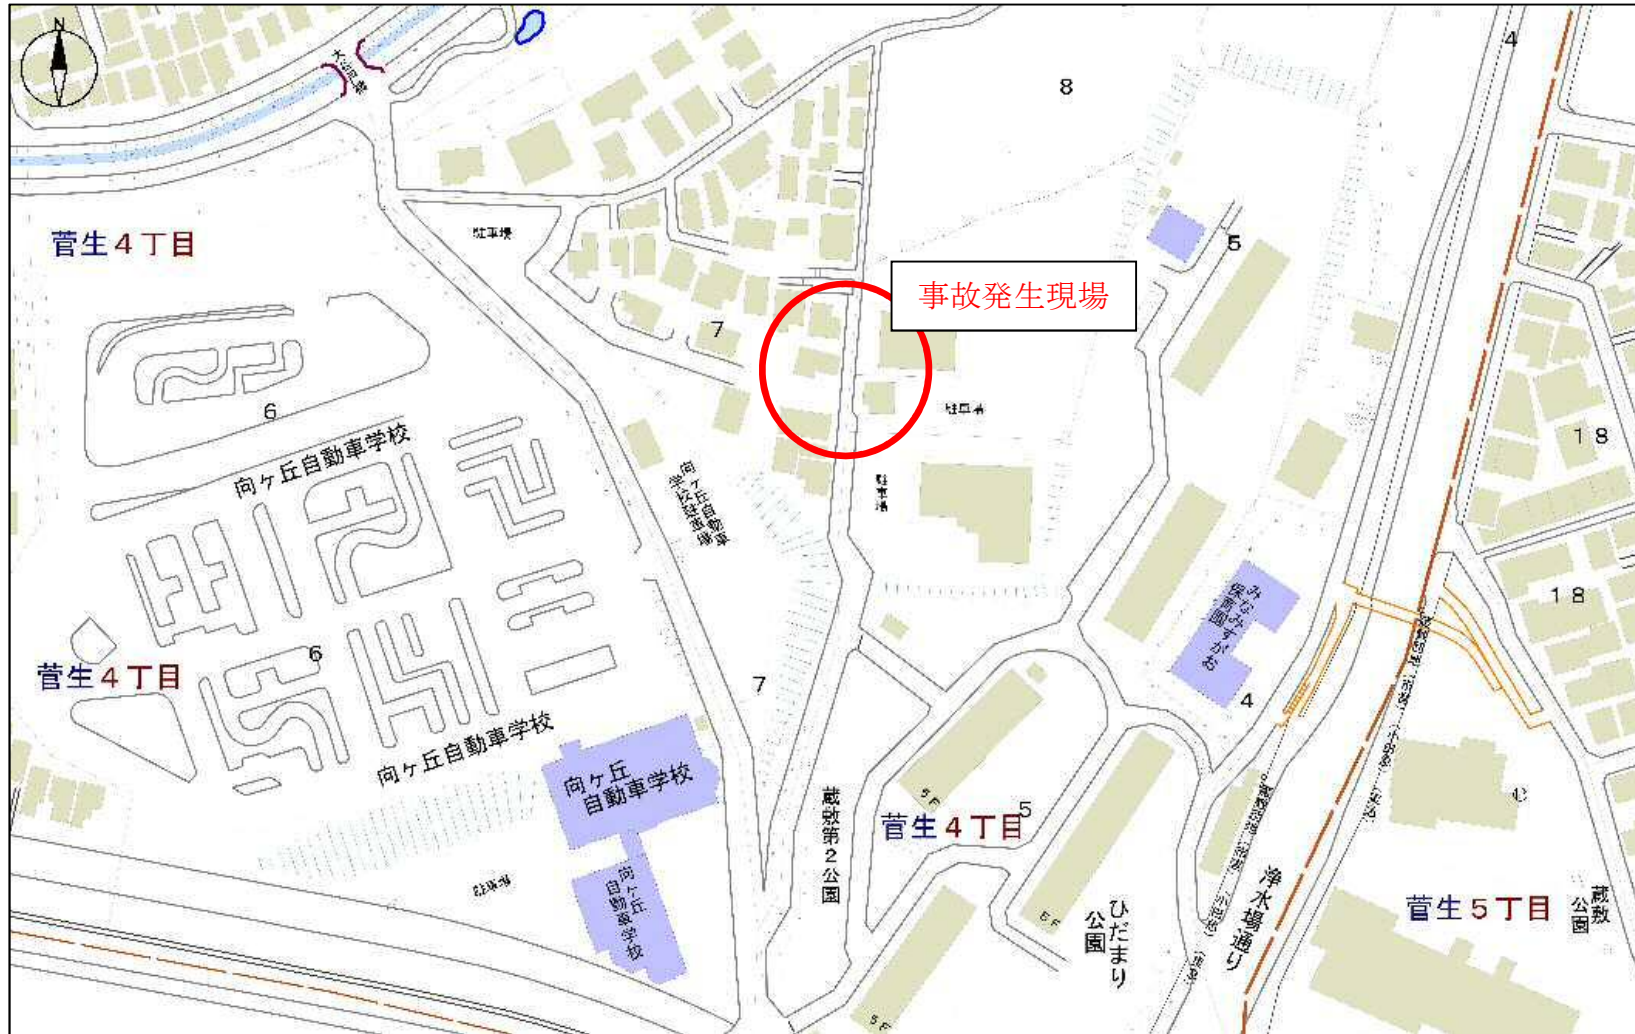 N
4
8
菅生4丁目
駐車場
5
事故発生現場
7
6
向ヶ丘自動車学校
駐車場
18
向ヶ丘自動車
学校駐車場
駐車場
みなみすがお
保育園
18
菅生4丁目
6
7
4
向ヶ丘自動車学校
向ヶ丘
自動車学校
蔵敷第2公園
5F
菅生4丁目
5
駐車場
向ヶ丘
自動車学校
5F
ひだまり
公園
浄水場通り
菅生5丁目
蔵敷
公園
5F